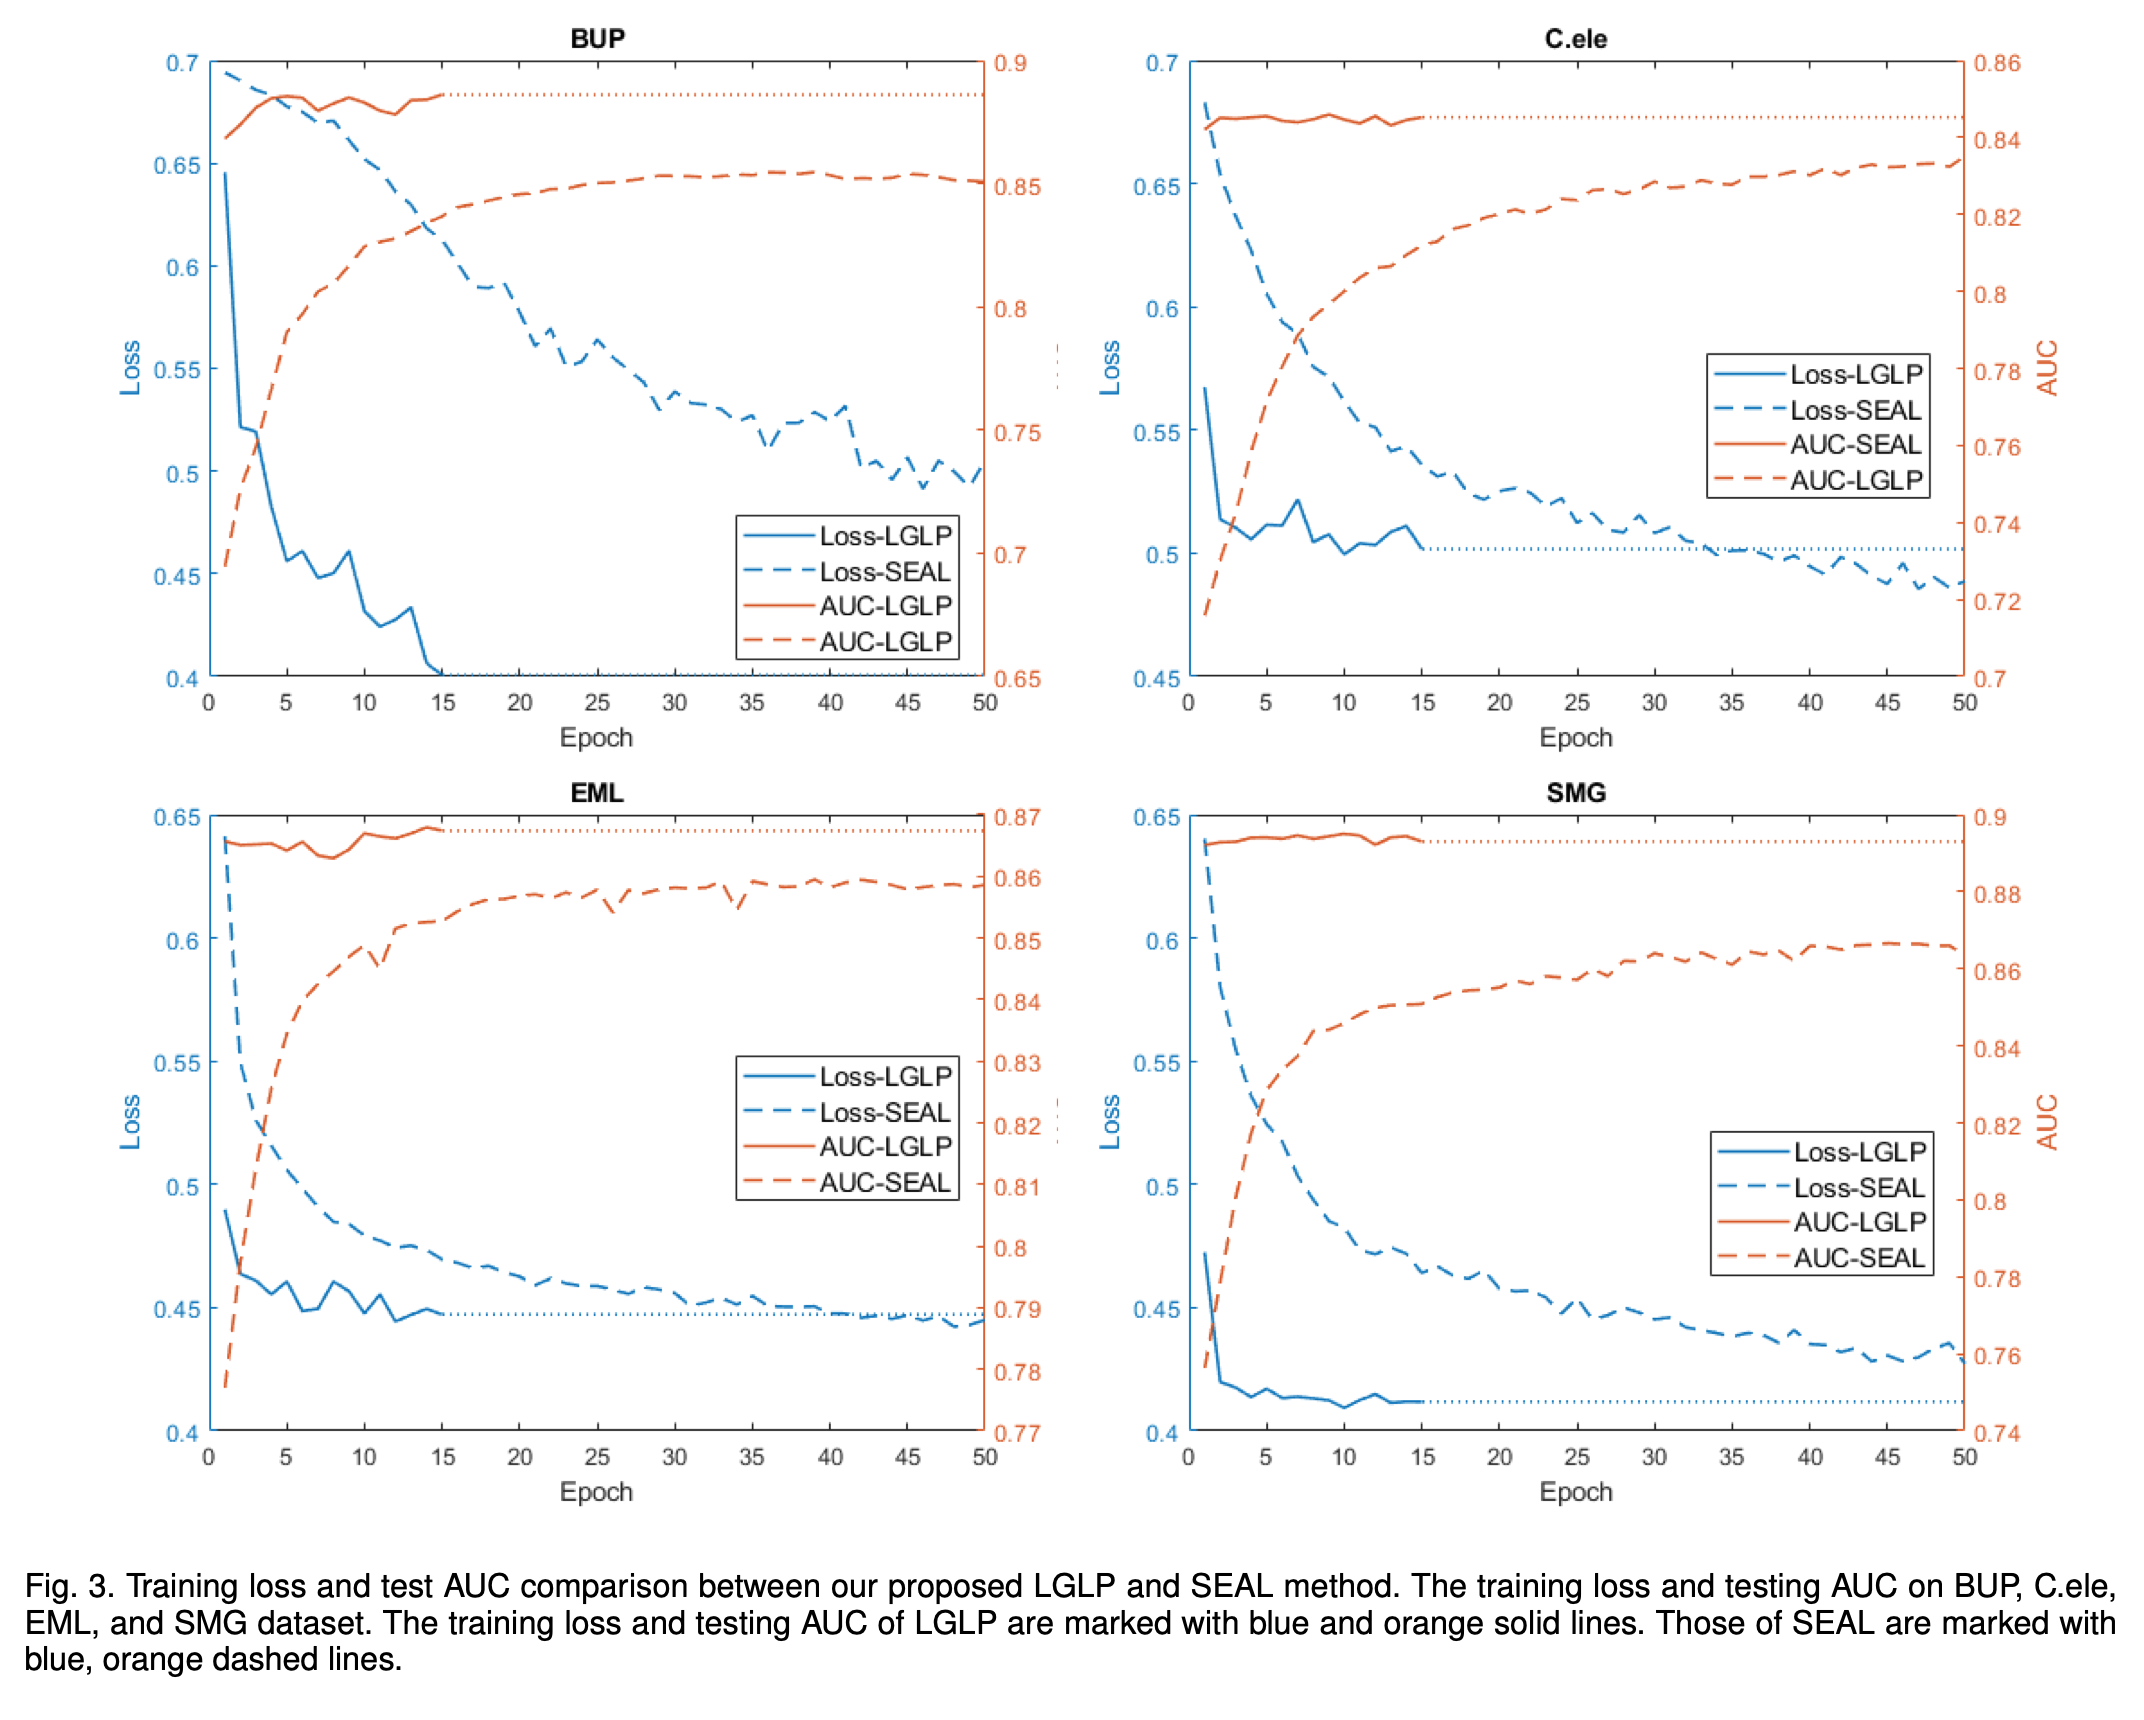 BUP
0.7
0.65
0.6
0.55
0.5
0.45
0.4
Loss
0.9
0.85
0.8
0.75
0.7
0.65
Loss-LGLP
Loss-SEAL
AUC-LGLP
AUC-LGLP
0 5 10 15 20 25 30 35 40 45 50
Epoch
C.ele
0.7
0.65
0.6
0.55
0.5
0.45
Loss
0.86
0.84
0.82
0.8
0.78
0.76
0.74
0.72
0.7
AUC
Loss-LGLP
Loss-SEAL
AUC-SEAL
AUC-LGLP
0 5 10 15 20 25 30 35 40 45 50
Epoch
EML
0.65
0.6
0.55
0.5
0.45
0.4
Loss
0.87
0.86
0.85
0.84
0.83
0.82
0.81
0.8
0.79
0.78
0.77
Loss-LGLP
Loss-SEAL
AUC-LGLP
AUC-SEAL
0 5 10 15 20 25 30 35 40 45 50
Epoch
SMG
0.65
0.6
0.55
0.5
0.45
0.4
Loss
0.9
0.88
0.86
0.84
0.82
0.8
0.78
0.76
0.74
AUC
Loss-LGLP
Loss-SEAL
AUC-LGLP
AUC-SEAL
0 5 10 15 20 25 30 35 40 45 50
Epoch
Fig. 3. Training loss and test AUC comparison between our proposed LGLP and SEAL method. The training loss and testing AUC on BUP, C.ele,
EML, and SMG dataset. The training loss and testing AUC of LGLP are marked with blue and orange solid lines. Those of SEAL are marked with
blue, orange dashed lines.